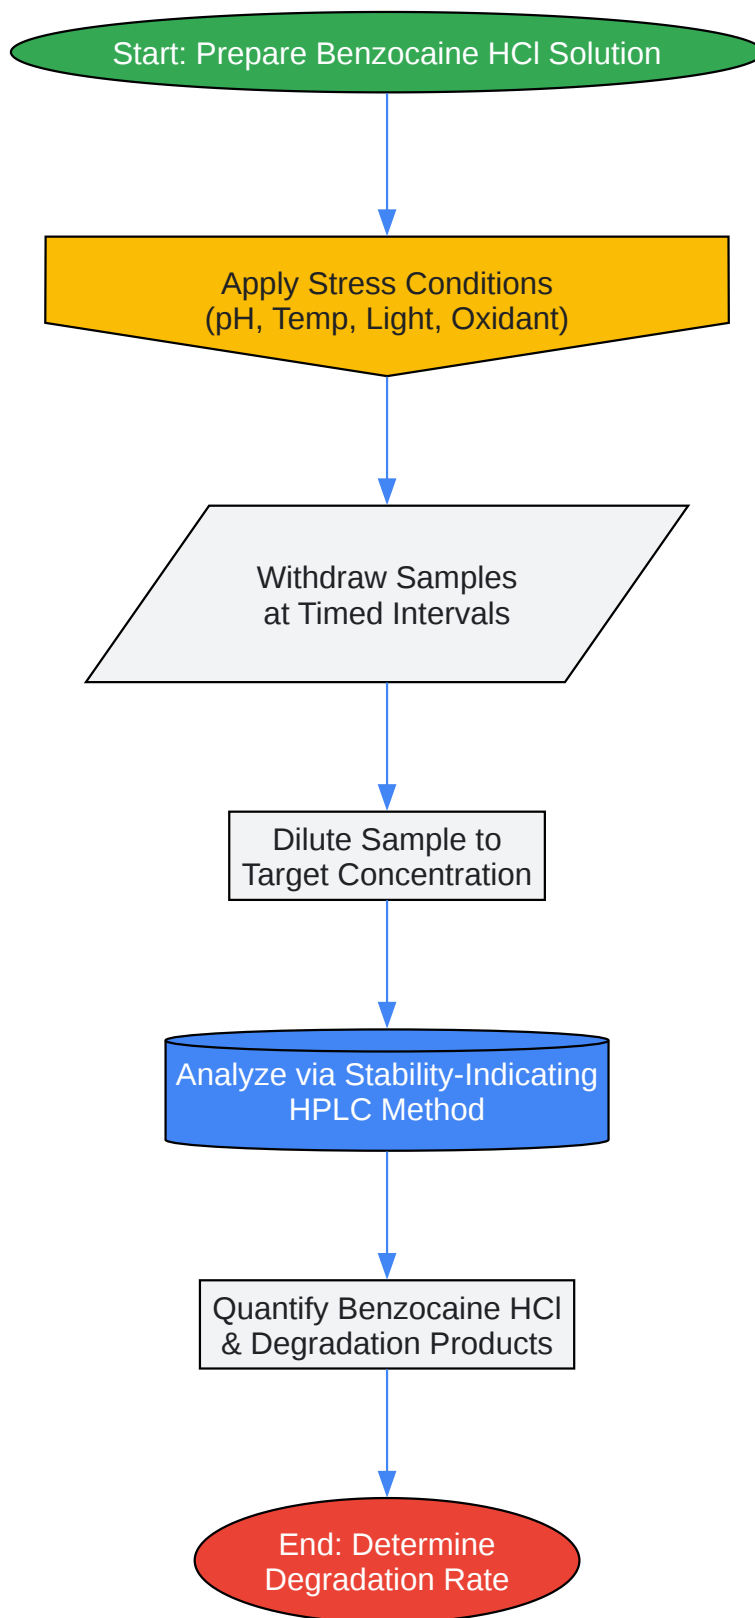 Start: Prepare Benzocaine HCl Solution
Apply Stress Conditions
(pH, Temp, Light, Oxidant)
Withdraw Samples
at Timed Intervals
Dilute Sample to
Target Concentration
Analyze via Stability-Indicating
HPLC Method
Quantify Benzocaine HCl
& Degradation Products
End: Determine
Degradation Rate